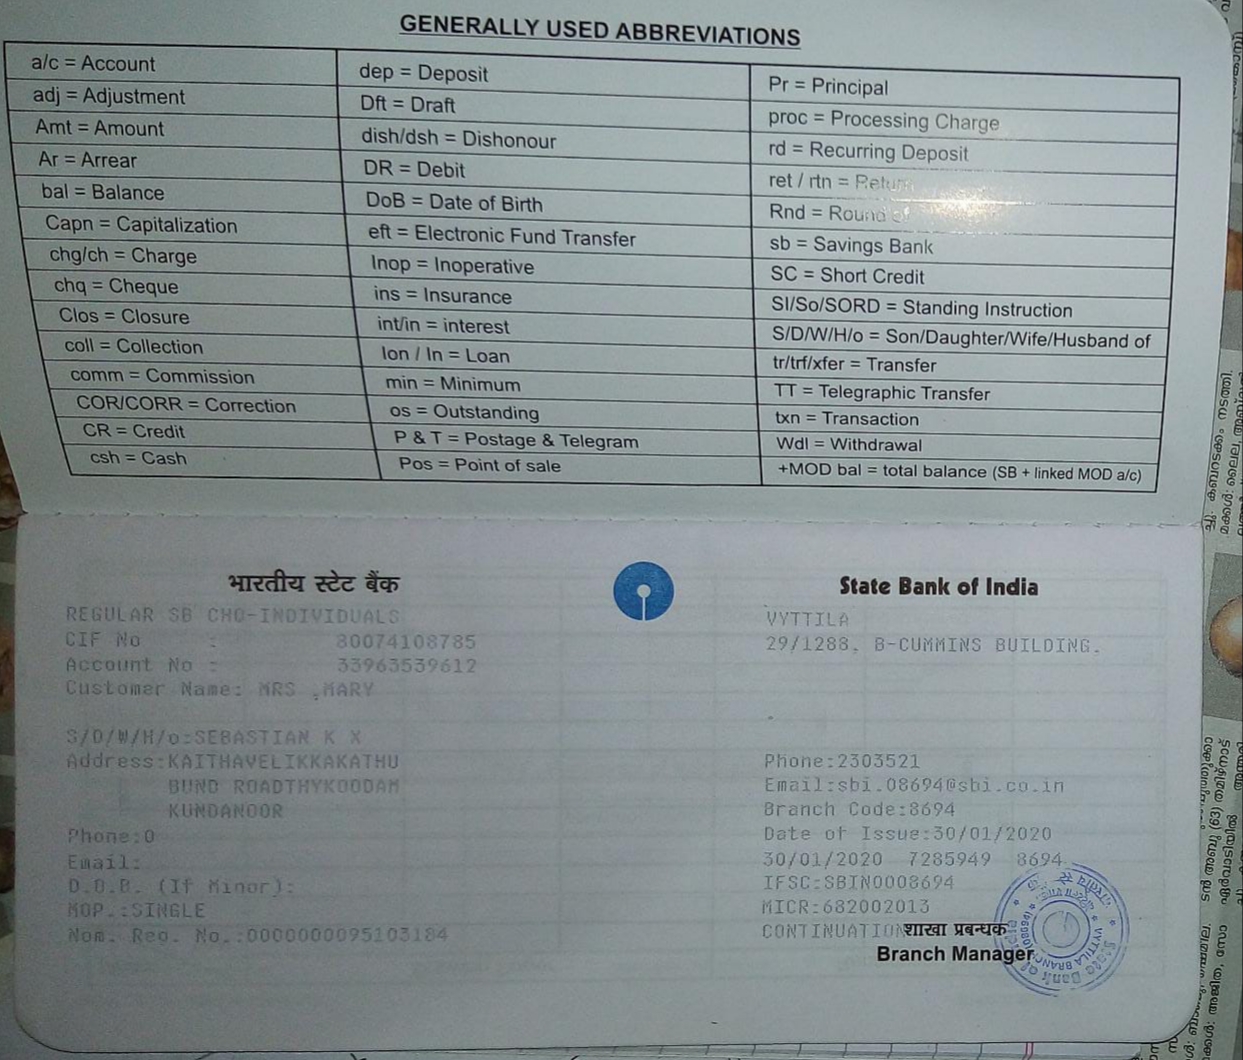 GENERALLY USED ABBREVIATIONS
a/c = Account
adj = Adjustment
Amt = Amount
Ar = Arrear
bal = Balance
Capn = Capitalization
chg/ch = Charge
chq = Cheque
Clos = Closure
coll = Collection
comm = Commission
COR/CORR = Correction
CR = Credit
csh = Cash
dep = Deposit
Dft = Draft
dish/dsh = Dishonour
DR = Debit
DoB = Date of Birth
eft = Electronic Fund Transfer
Inop = Inoperative
ins = Insurance
int/in = interest
lon / ln = Loan
min = Minimum
os = Outstanding
P & T = Postage & Telegram
Pos = Point of sale
Pr = Principal
proc = Processing Charge
rd = Recurring Deposit
ret / rtn = Return
Rnd = Round
sb = Savings Bank
SC = Short Credit
SI/So/SORD = Standing Instruction
S/D/W/H/o = Son/Daughter/Wife/Husband of
tr/trf/xfer = Transfer
TT = Telegraphic Transfer
txn = Transaction
Wdl = Withdrawal
+MOD bal = total balance (SB + linked MOD a/c)
भारतीय स्टेट बैंक
REGULAR SB CHQ-INDIVIDUALS
CIF No : 80074108785
Account No : 33963539612
Customer Name: MRS .MARY
S/D/W/H/o:SEBASTIAN K X
Address:KAITHAVELIKKAKATHU
BUND ROADTHYKOODAM
KUNDANOOR
Phone:0
Email:
D.O.B. (If Minor):
MOP.:SINGLE
Nom. Reg. No.:0000000095103184
State Bank of India
VYTTILA
29/1288, B-CUMMINS BUILDING,
Phone:2303521
Email:sbi.08694@sbi.co.in
Branch Code:8694
Date of Issue:30/01/2020
30/01/2020 7285949 8694
IFSC:SBIN0008694
MICR:682002013
CONTINUATION
शाखा प्रबन्धक
Branch Manager
State Bank of India
VYTTILA BRANCH (08694)